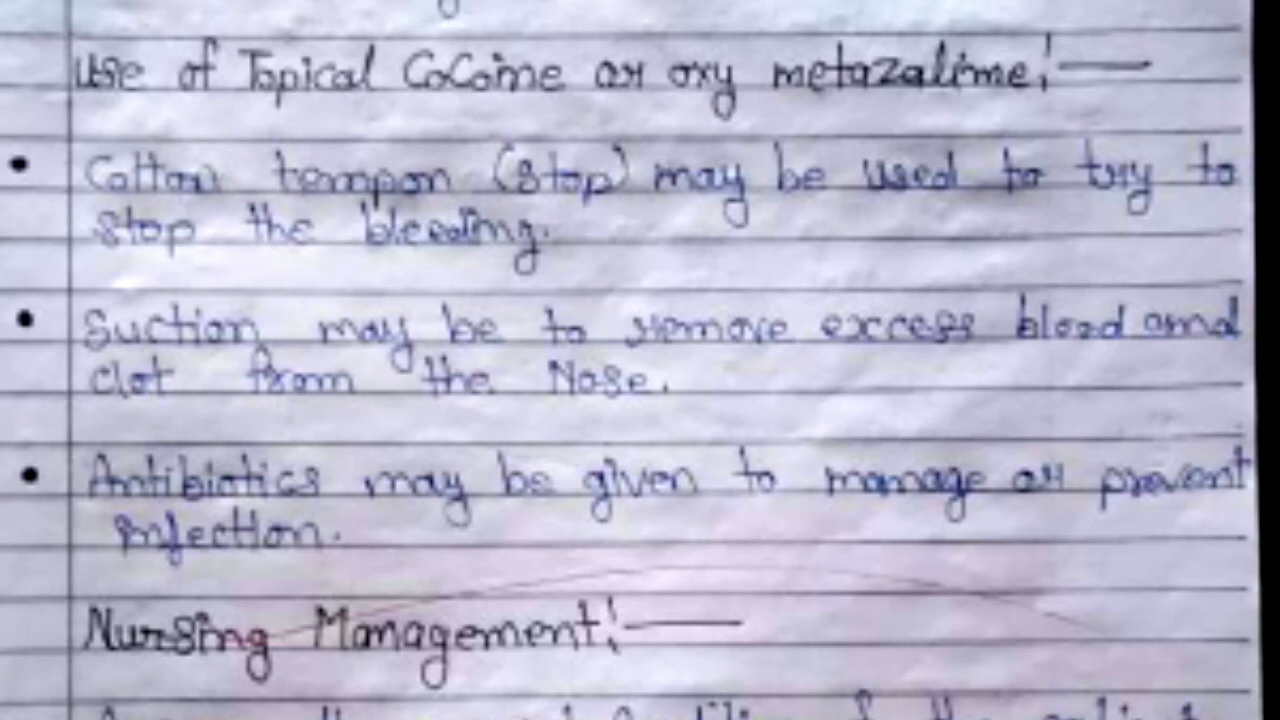 Use of Topical CoCoine or oxy metazaline:—
• Cotton tempon (stop) may be used to try to
stop the bleeding.
• Suction may be to remove excess blood and
clot from the Nose.
• Antibiotics may be given to manage or prevent
infection.
Nursing Management:—